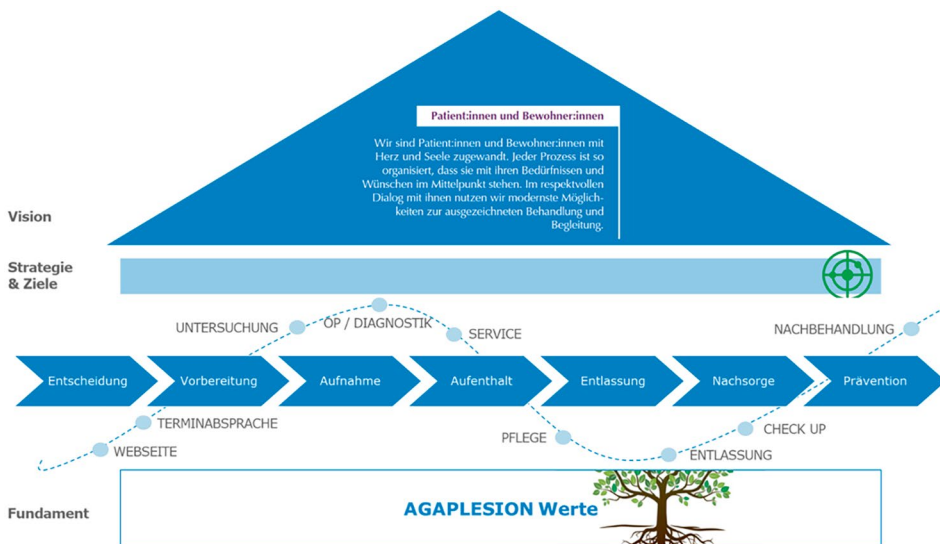 Patient:innen und Bewohner:innen
Wir sind Patient:innen und Bewohner:innen mit
Herz und Seele zugewandt. Jeder Prozess ist so
organisiert, dass sie mit ihren Bedürfnissen und
Wünschen im Mittelpunkt stehen. Im respektvollen
Dialog mit ihnen nutzen wir modernste Möglich-
keiten zur ausgezeichneten Behandlung und
Begleitung.
Vision
Strategie
& Ziele
UNTERSUCHUNG
OP / DIAGNOSTIK
SERVICE
NACHBEHANDLUNG
Entscheidung
Vorbereitung
Aufnahme
Aufenthalt
Entlassung
Nachsorge
Prävention
TERMINABSPRACHE
WEBSEITE
PFLEGE
CHECK UP
ENTLASSUNG
Fundament
AGAPLESION Werte